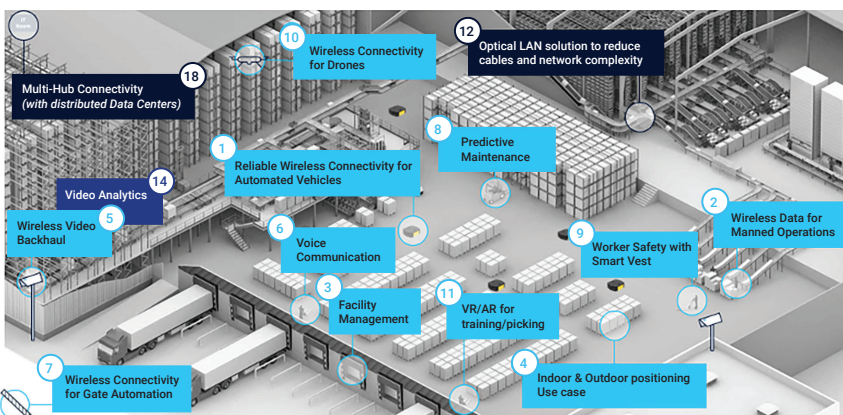 IT
Room
10
Wireless Connectivity
for Drones
12
Optical LAN solution to reduce
cables and network complexity
18
Multi-Hub Connectivity
(with distributed Data Centers)
8
Predictive
Maintenance
1
Reliable Wireless Connectivity for
Automated Vehicles
14
Video Analytics
5
Wireless Video
Backhaul
2
Wireless Data for
Manned Operations
6
Voice
Communication
9
Worker Safety with
Smart Vest
3
Facility
Management
11
VR/AR for
training/picking
4
Indoor & Outdoor positioning
Use case
7
Wireless Connectivity
for Gate Automation